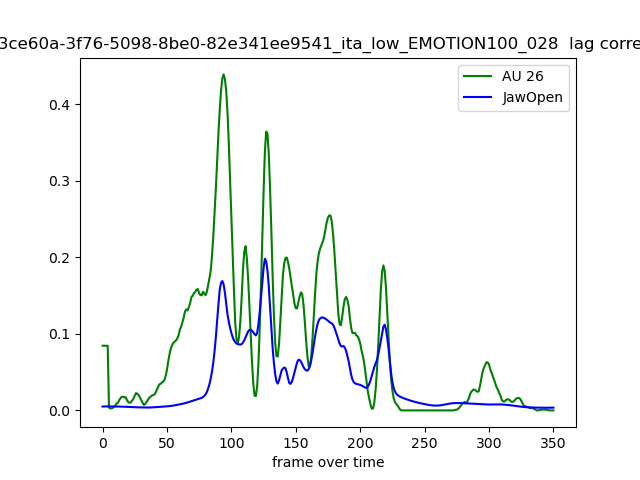 3ce60a-3f76-5098-8be0-82e341ee9541_ita_low_EMOTION100_028 lag corre
AU 26
JawOpen
0.4
0.3
0.2
0.1
0.0
0 50 100 150 200 250 300 350
frame over time